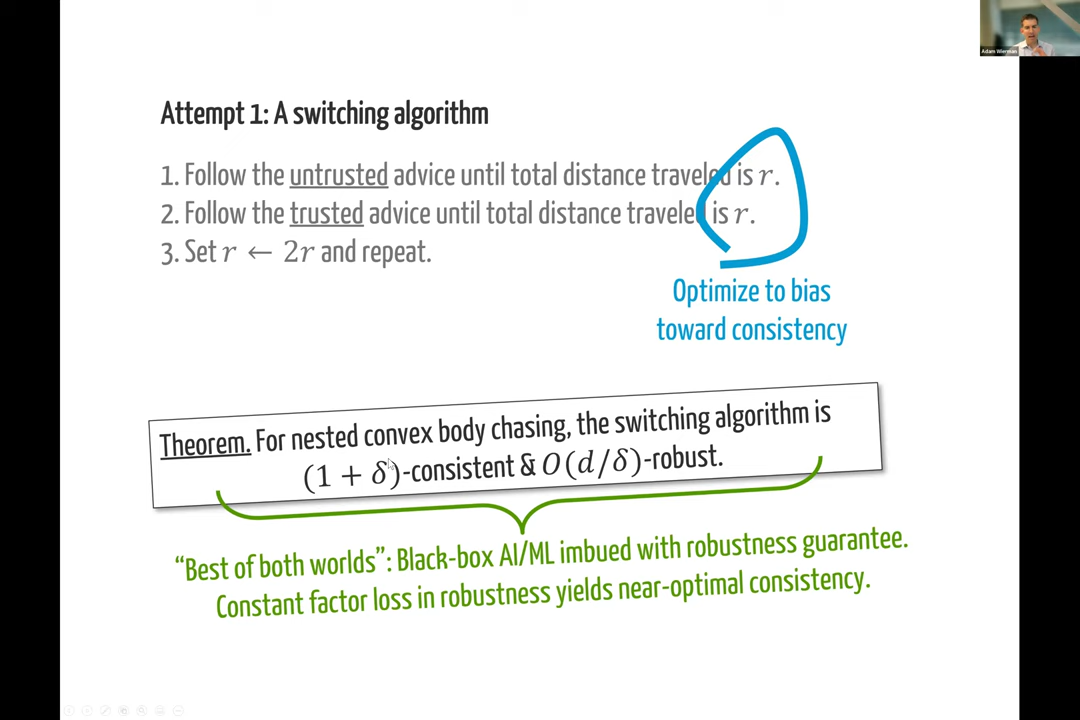 Adam Wierman
Attempt 1: A switching algorithm
1. Follow the untrusted advice until total distance traveled is r.
2. Follow the trusted advice until total distance traveled is r.
3. Set r ← 2r and repeat.
Optimize to bias
toward consistency
Theorem. For nested convex body chasing, the switching algorithm is
(1 + δ)-consistent & O(d/δ)-robust.
“Best of both worlds”: Black-box AI/ML imbued with robustness guarantee.
Constant factor loss in robustness yields near-optimal consistency.